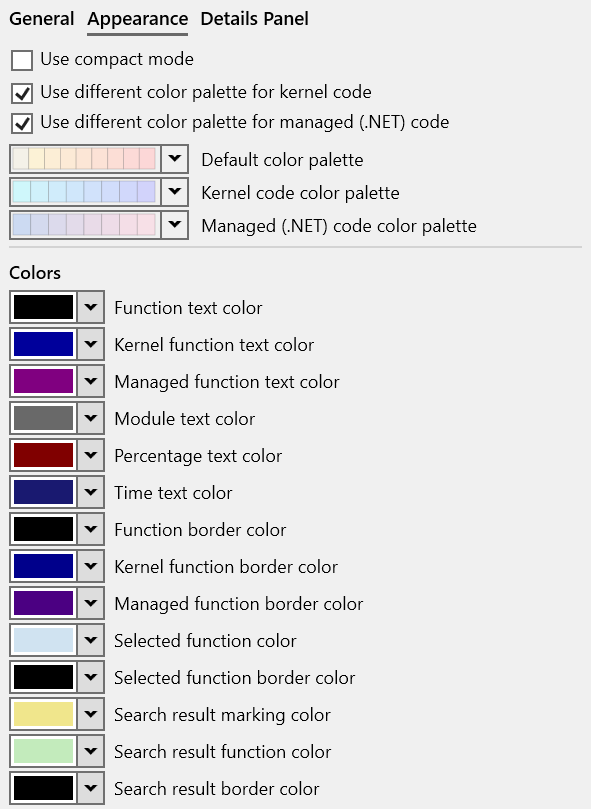 General Appearance Details Panel
Use compact mode
Use different color palette for kernel code
Use different color palette for managed (.NET) code
Default color palette
Kernel code color palette
Managed (.NET) code color palette
Colors
Function text color
Kernel function text color
Managed function text color
Module text color
Percentage text color
Time text color
Function border color
Kernel function border color
Managed function border color
Selected function color
Selected function border color
Search result marking color
Search result function color
Search result border color